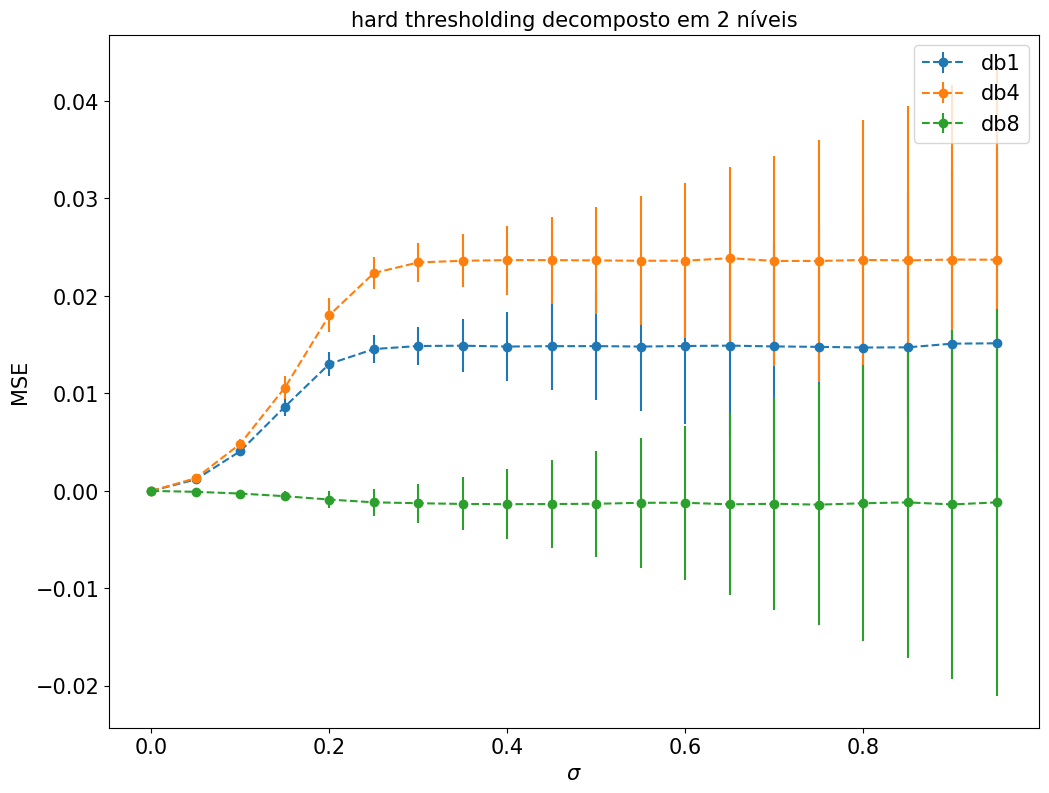 hard thresholding decomposto em 2 níveis
db1
db4
db8
MSE
0.04
0.03
0.02
0.01
0.00
−0.01
−0.02
0.0 0.2 0.4 0.6 0.8
σ